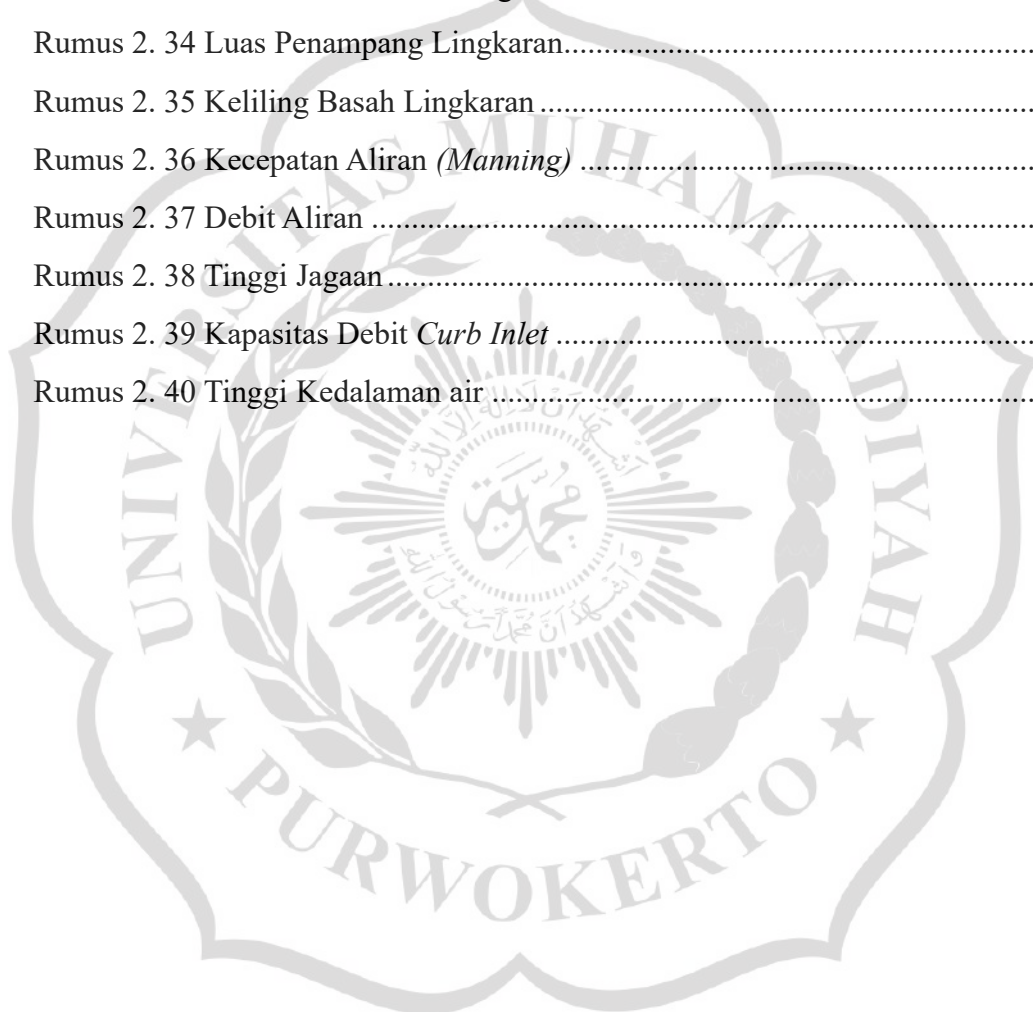 Rumus 2. 34 Luas Penampang Lingkaran
Rumus 2. 35 Keliling Basah Lingkaran
Rumus 2. 36 Kecepatan Aliran (Manning)
Rumus 2. 37 Debit Aliran
Rumus 2. 38 Tinggi Jagaan
Rumus 2. 39 Kapasitas Debit Curb Inlet
Rumus 2. 40 Tinggi Kedalaman air
UNIVERSITAS MUHAMMADIYAH
PURWOKERTO